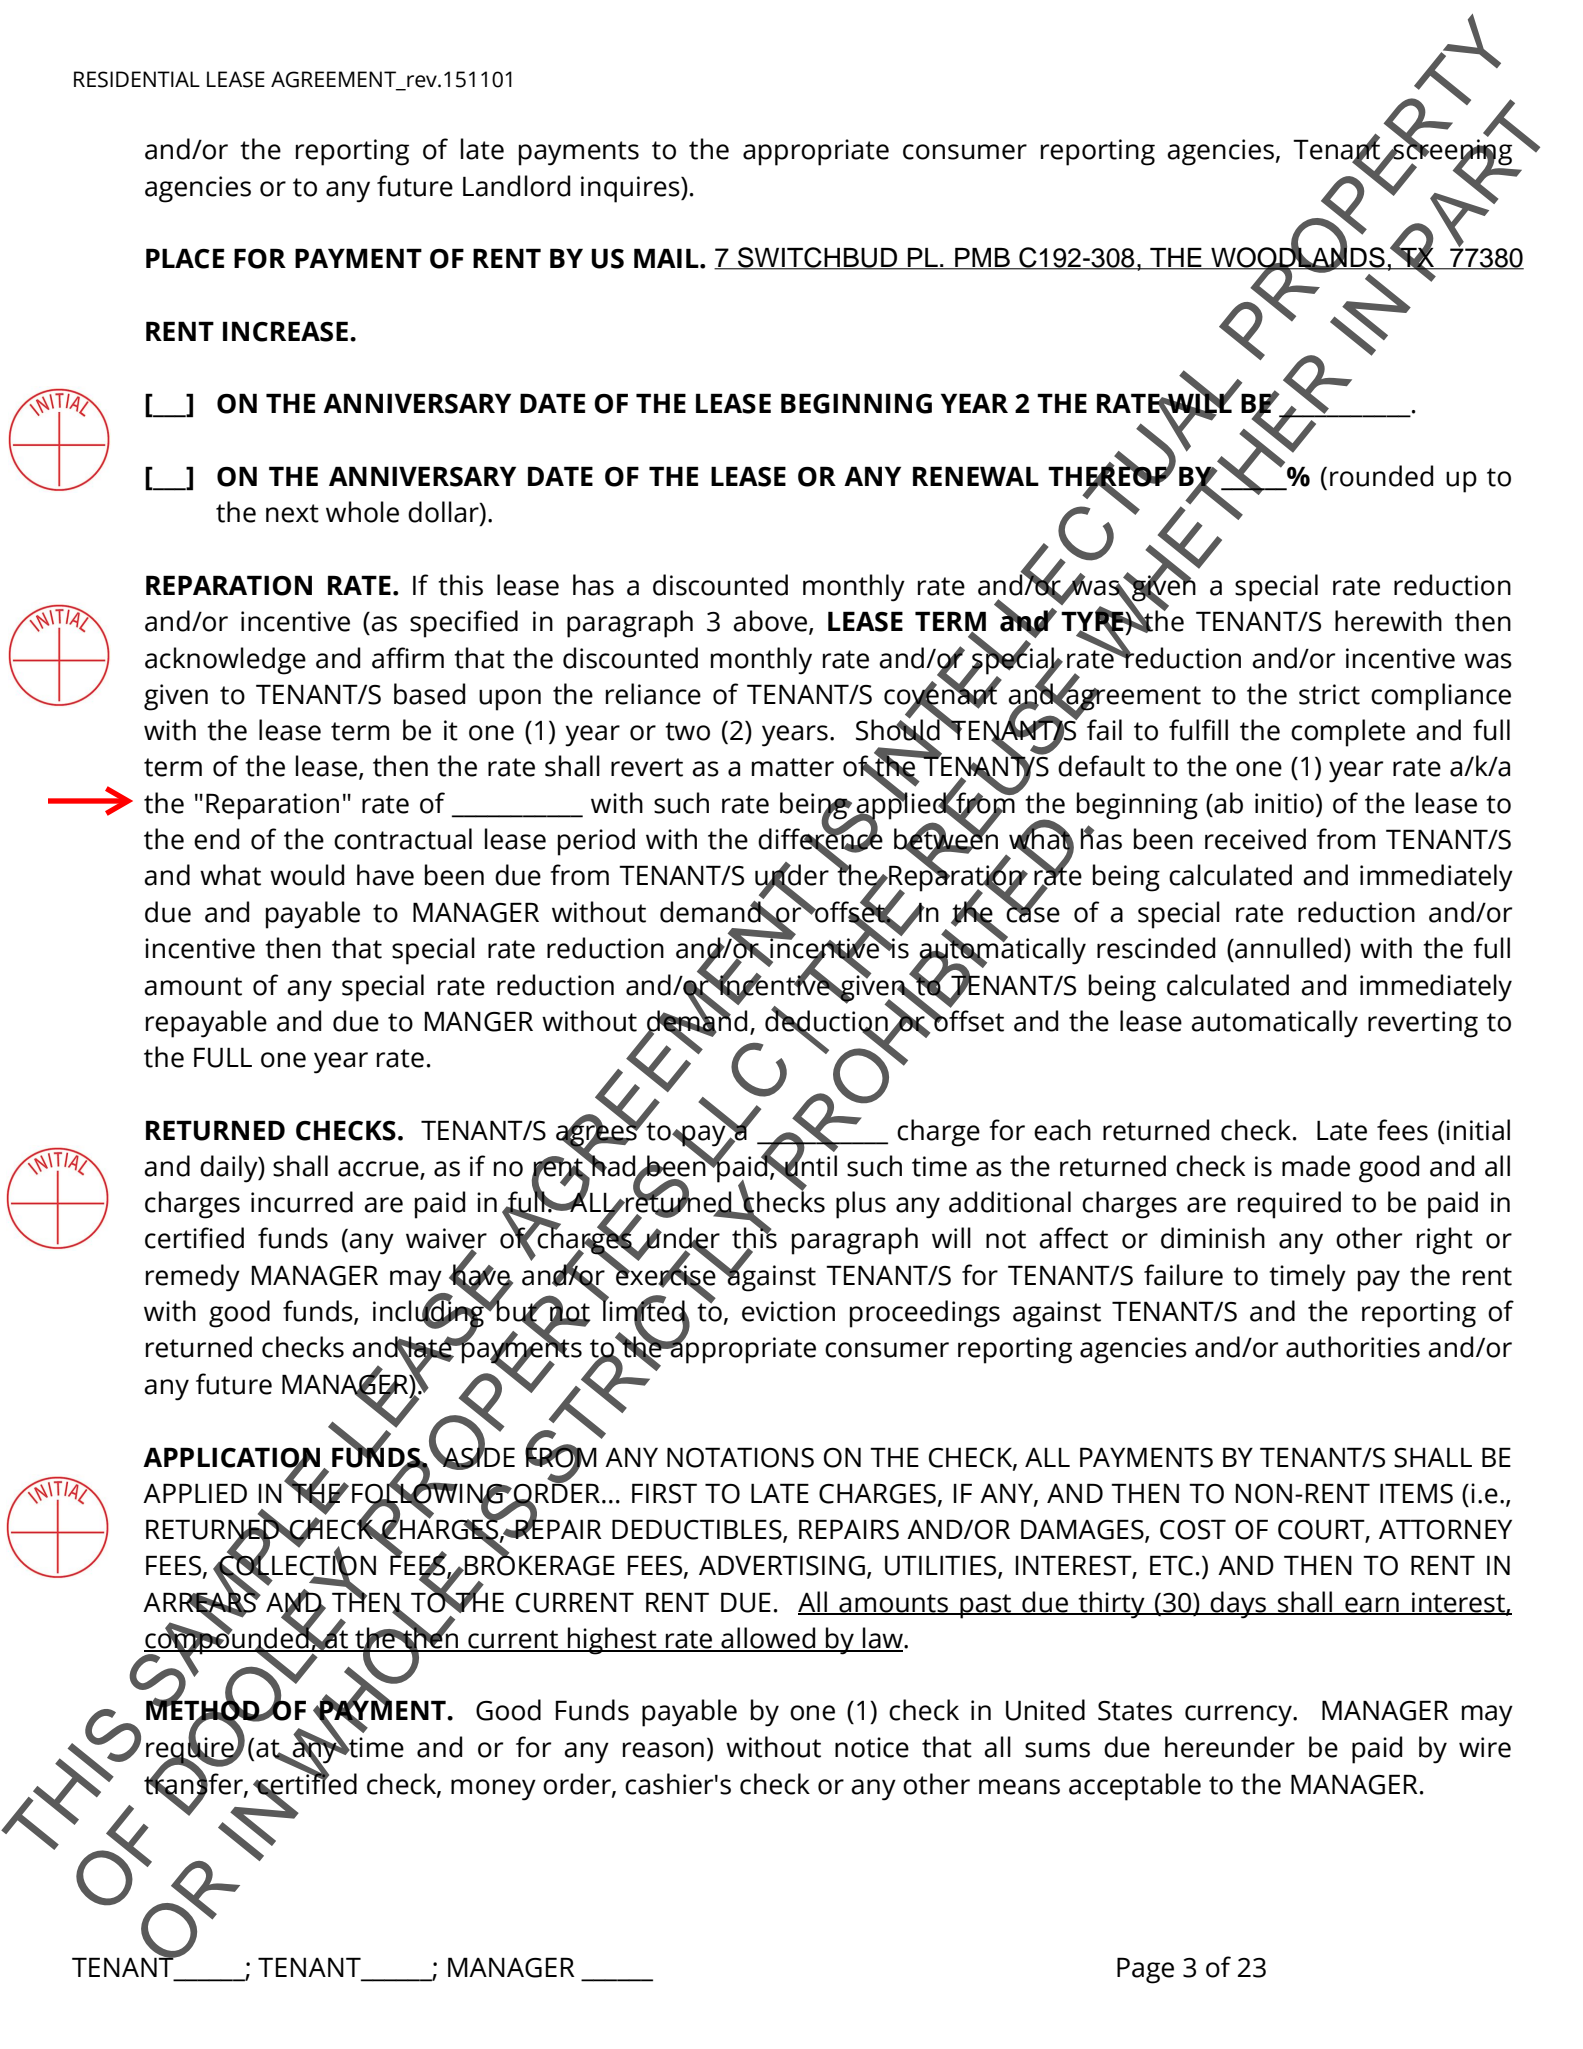 RESIDENTIAL LEASE AGREEMENT_rev.151101
and/or the reporting of late payments to the appropriate consumer reporting agencies, Tenant screening
agencies or to any future Landlord inquires).
PLACE FOR PAYMENT OF RENT BY US MAIL. 7 SWITCHBUD PL. PMB C192-308, THE WOODLANDS, TX 77380
RENT INCREASE.
INITIAL
[__] ON THE ANNIVERSARY DATE OF THE LEASE BEGINNING YEAR 2 THE RATE WILL BE __________.
[__] ON THE ANNIVERSARY DATE OF THE LEASE OR ANY RENEWAL THEREOF BY _____% (rounded up to
the next whole dollar).
INITIAL
REPARATION RATE. If this lease has a discounted monthly rate and/or was given a special rate reduction
and/or incentive (as specified in paragraph 3 above, LEASE TERM and TYPE) the TENANT/S herewith then
acknowledge and affirm that the discounted monthly rate and/or special rate reduction and/or incentive was
given to TENANT/S based upon the reliance of TENANT/S covenant and agreement to the strict compliance
with the lease term be it one (1) year or two (2) years. Should TENANT/S fail to fulfill the complete and full
term of the lease, then the rate shall revert as a matter of the TENANT/S default to the one (1) year rate a/k/a
the "Reparation" rate of __________ with such rate being applied from the beginning (ab initio) of the lease to
the end of the contractual lease period with the difference between what has been received from TENANT/S
and what would have been due from TENANT/S under the Reparation rate being calculated and immediately
due and payable to MANAGER without demand or offset. In the case of a special rate reduction and/or
incentive then that special rate reduction and/or incentive is automatically rescinded (annulled) with the full
amount of any special rate reduction and/or incentive given to TENANT/S being calculated and immediately
repayable and due to MANGER without demand, deduction or offset and the lease automatically reverting to
the FULL one year rate.
INITIAL
RETURNED CHECKS. TENANT/S agrees to pay a __________ charge for each returned check. Late fees (initial
and daily) shall accrue, as if no rent had been paid, until such time as the returned check is made good and all
charges incurred are paid in full. ALL returned checks plus any additional charges are required to be paid in
certified funds (any waiver of charges under this paragraph will not affect or diminish any other right or
remedy MANAGER may have and/or exercise against TENANT/S for TENANT/S failure to timely pay the rent
with good funds, including but not limited to, eviction proceedings against TENANT/S and the reporting of
returned checks and late payments to the appropriate consumer reporting agencies and/or authorities and/or
any future MANAGER).
INITIAL
APPLICATION FUNDS. ASIDE FROM ANY NOTATIONS ON THE CHECK, ALL PAYMENTS BY TENANT/S SHALL BE
APPLIED IN THE FOLLOWING ORDER... FIRST TO LATE CHARGES, IF ANY, AND THEN TO NON-RENT ITEMS (i.e.,
RETURNED CHECK CHARGES, REPAIR DEDUCTIBLES, REPAIRS AND/OR DAMAGES, COST OF COURT, ATTORNEY
FEES, COLLECTION FEES, BROKERAGE FEES, ADVERTISING, UTILITIES, INTEREST, ETC.) AND THEN TO RENT IN
ARREARS AND THEN TO THE CURRENT RENT DUE. All amounts past due thirty (30) days shall earn interest,
compounded, at the then current highest rate allowed by law.
METHOD OF PAYMENT. Good Funds payable by one (1) check in United States currency. MANAGER may
require (at any time and or for any reason) without notice that all sums due hereunder be paid by wire
transfer, certified check, money order, cashier's check or any other means acceptable to the MANAGER.
THIS SAMPLE LEASE AGREEMENT IS INTELLECTUAL PROPERTY
OF DOOLEY PROPERTIES LLC | THE REUSE WHETHER IN PART
OR IN WHOLE IS STRICTLY PROHIBITED.
TENANT_____; TENANT_____; MANAGER _____ Page 3 of 23